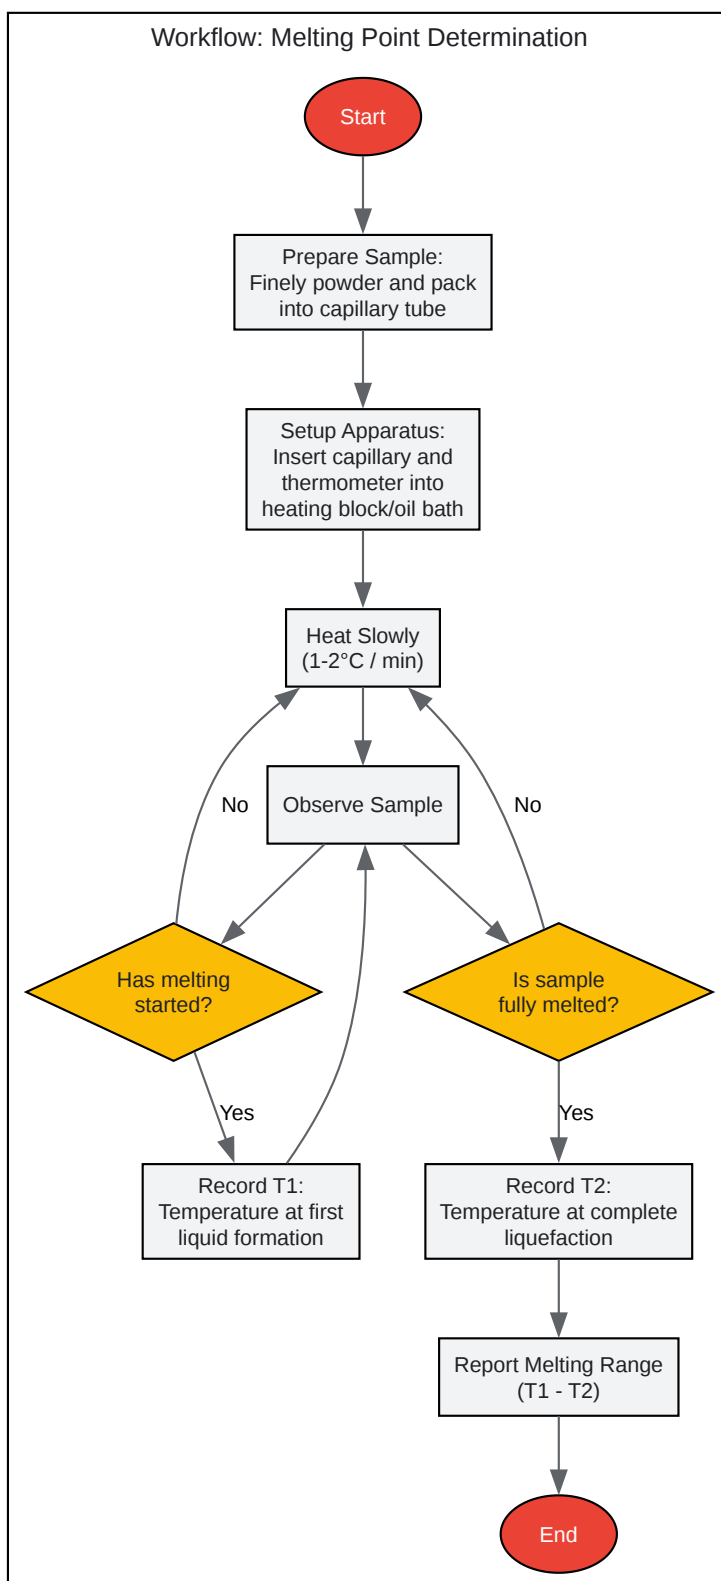 Workflow: Melting Point Determination
Start
Prepare Sample:
Finely powder and pack
into capillary tube
Setup Apparatus:
Insert capillary and
thermometer into
heating block/oil bath
Heat Slowly
(1-2°C / min)
No
Observe Sample
No
Has melting
started?
Is sample
fully melted?
Yes
Yes
Record T1:
Temperature at first
liquid formation
Record T2:
Temperature at complete
liquefaction
Report Melting Range
(T1 - T2)
End